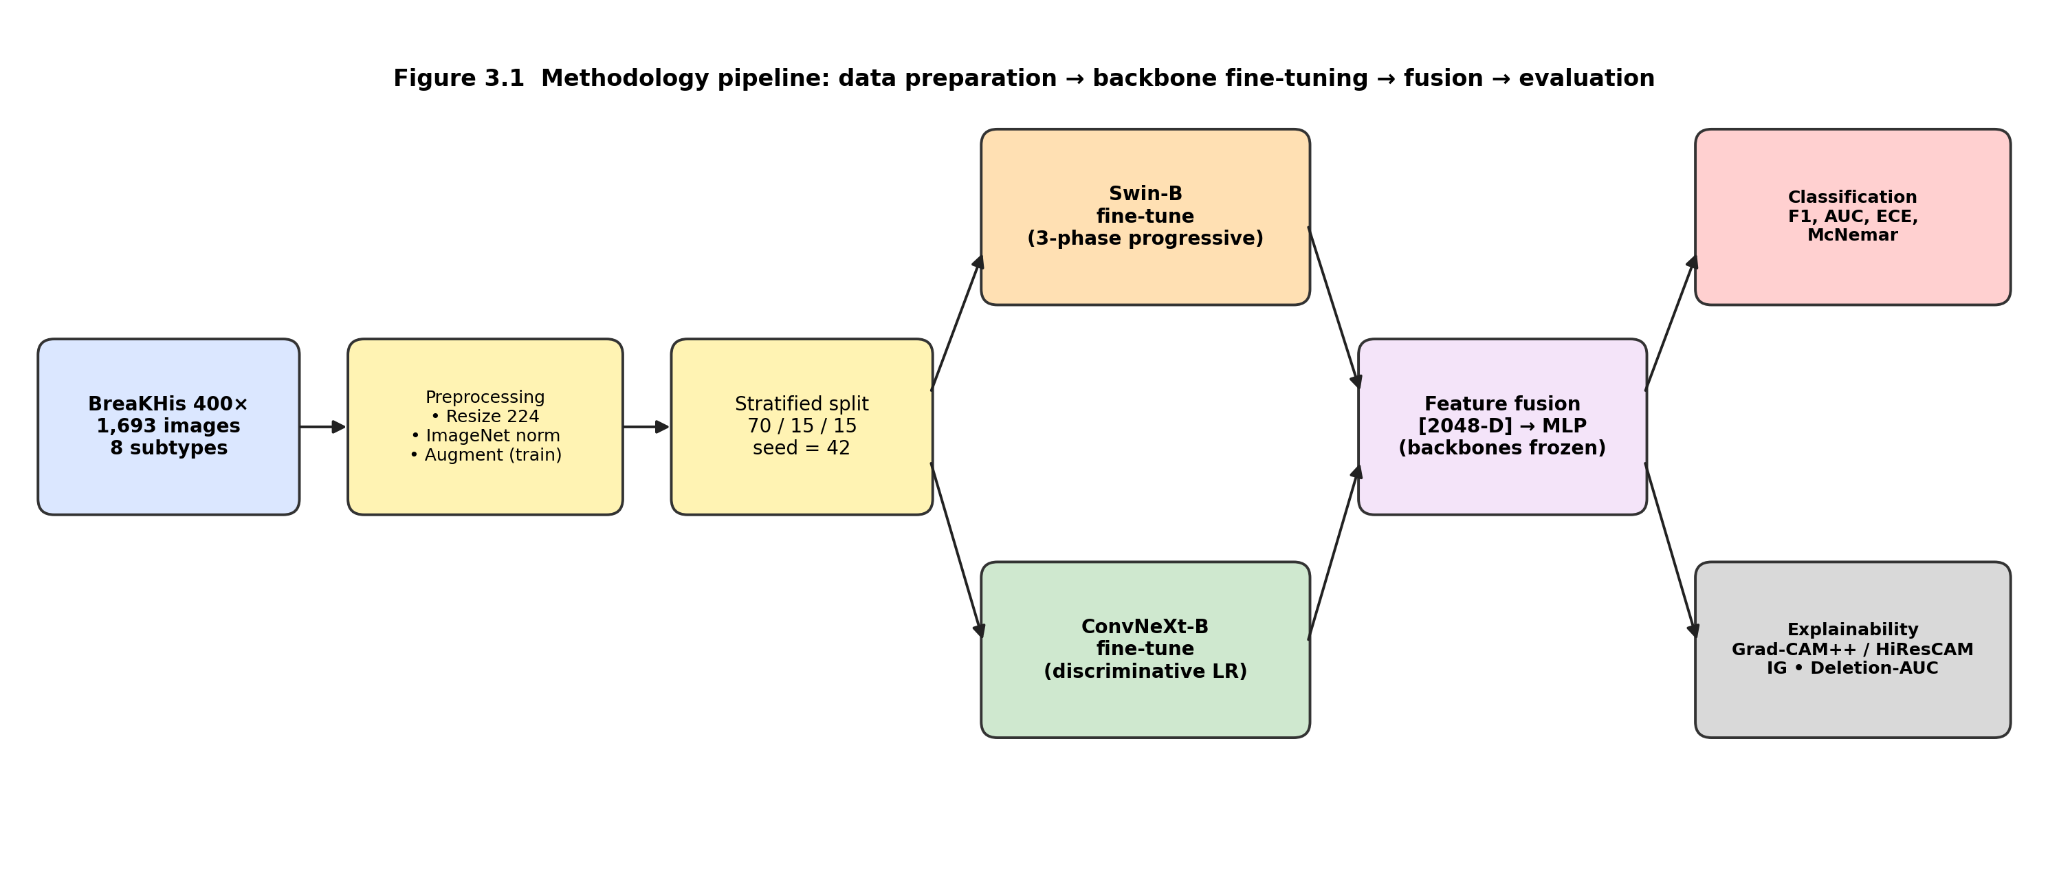 Figure 3.1  Methodology pipeline: data preparation → backbone fine-tuning → fusion → evaluation
BreaKHis 400×
1,693 images
8 subtypes
Preprocessing
• Resize 224
• ImageNet norm
• Augment (train)
Stratified split
70 / 15 / 15
seed = 42
Swin-B
fine-tune
(3-phase progressive)
ConvNeXt-B
fine-tune
(discriminative LR)
Feature fusion
[2048-D] → MLP
(backbones frozen)
Classification
F1, AUC, ECE,
McNemar
Explainability
Grad-CAM++ / HiResCAM
IG • Deletion-AUC